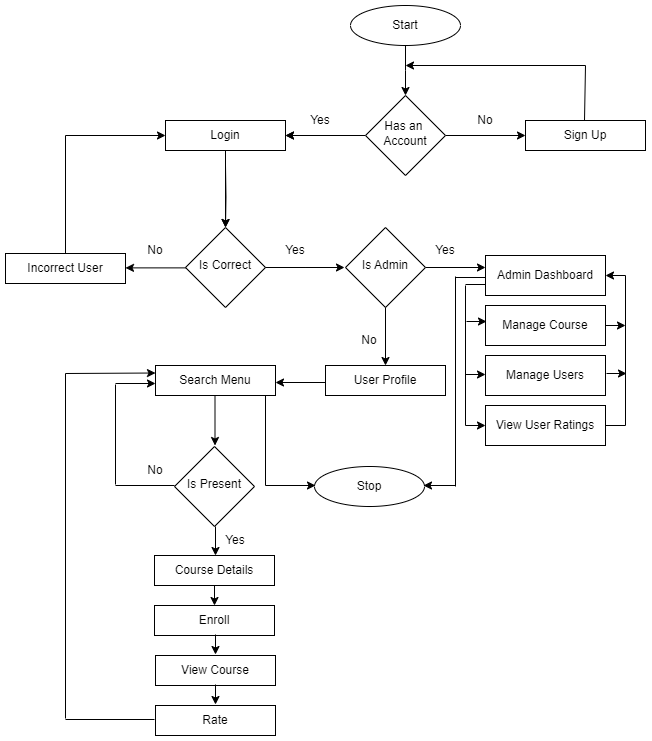 Start
Yes
Has an
Account
No
Login
Sign Up
Incorrect User
No
Is Correct
Yes
Is Admin
Yes
Admin Dashboard
Manage Course
No
Search Menu
User Profile
Manage Users
View User Ratings
No
Is Present
Stop
Yes
Course Details
Enroll
View Course
Rate